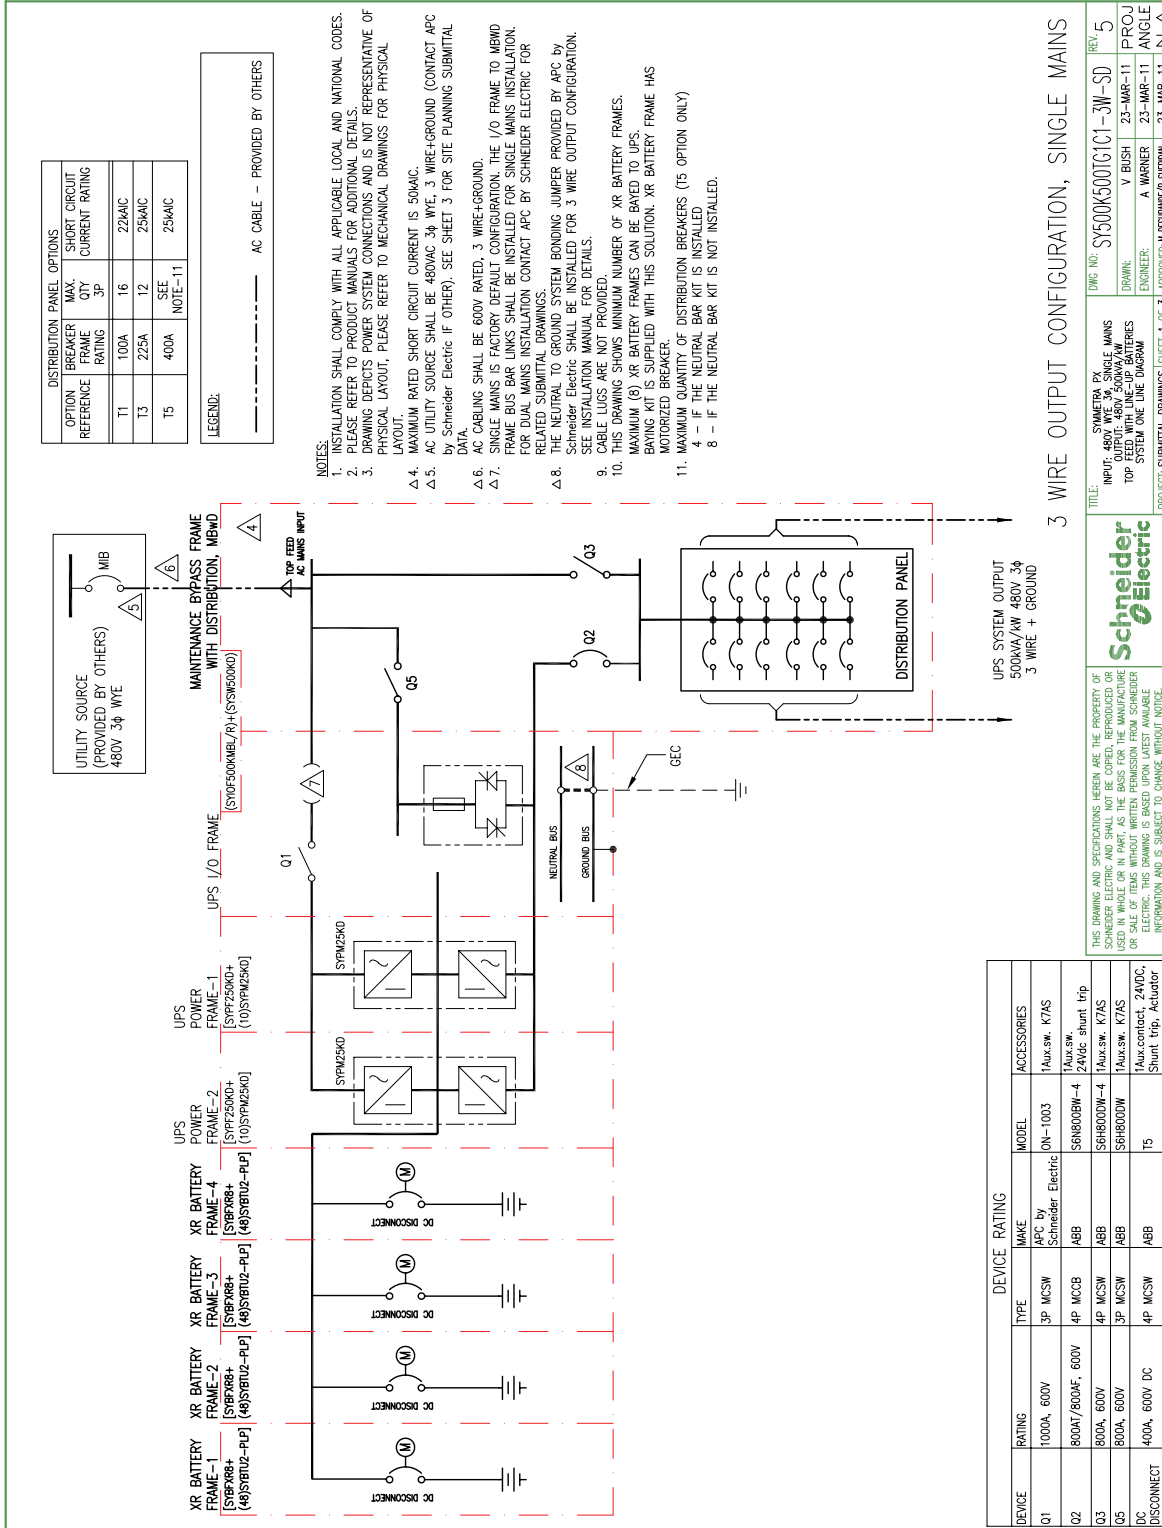 UTILITY SOURCE
(PROVIDED BY OTHERS)
480V 3ϕ WYE
MIB
5
6
MAINTENANCE BYPASS FRAME
WITH DISTRIBUTION, MBwD
4
(SYIOF500KMBL/R)+(SYSW500KD)
TOP FEED
AC MAINS INPUT
XR BATTERY
FRAME-1
[SYBFXR8+
(48)SYBTU2-PLP]
XR BATTERY
FRAME-2
[SYBFXR8+
(48)SYBTU2-PLP]
XR BATTERY
FRAME-3
[SYBFXR8+
(48)SYBTU2-PLP]
XR BATTERY
FRAME-4
[SYBFXR8+
(48)SYBTU2-PLP]
UPS
POWER
FRAME-2
[SYPF250KD+
(10)SYPM25KD]
UPS
POWER
FRAME-1
[SYPF250KD+
(10)SYPM25KD]
UPS I/O FRAME
DC DISCONNECT
M
DC DISCONNECT
M
DC DISCONNECT
M
DC DISCONNECT
M
SYPM25KD
SYPM25KD
Q1
7
Q5
Q2
Q3
NEUTRAL BUS
GROUND BUS
8
GEC
DISTRIBUTION PANEL
UPS SYSTEM OUTPUT
500kVA/kW 480V 3ϕ
3 WIRE + GROUND
DISTRIBUTION PANEL OPTIONS
OPTION REFERENCE | BREAKER FRAME RATING | MAX. QTY 3P | SHORT CIRCUIT CURRENT RATING
T1 | 100A | 16 | 22kAIC
T3 | 225A | 12 | 25kAIC
T5 | 400A | SEE NOTE-11 | 25kAIC
LEGEND:
AC CABLE - PROVIDED BY OTHERS
NOTES:
1. INSTALLATION SHALL COMPLY WITH ALL APPLICABLE LOCAL AND NATIONAL CODES.
2. PLEASE REFER TO PRODUCT MANUALS FOR ADDITIONAL DETAILS.
3. DRAWING DEPICTS POWER SYSTEM CONNECTIONS AND IS NOT REPRESENTATIVE OF
PHYSICAL LAYOUT, PLEASE REFER TO MECHANICAL DRAWINGS FOR PHYSICAL
LAYOUT.
△ 4. MAXIMUM RATED SHORT CIRCUIT CURRENT IS 50kAIC.
△ 5. AC UTILITY SOURCE SHALL BE 480VAC 3ϕ WYE, 3 WIRE+GROUND (CONTACT APC
by Schneider Electric IF OTHER). SEE SHEET 3 FOR SITE PLANNING SUBMITTAL
DATA.
△ 6. AC CABLING SHALL BE 600V RATED, 3 WIRE+GROUND.
△ 7. SINGLE MAINS IS FACTORY DEFAULT CONFIGURATION. THE I/O FRAME TO MBWD
FRAME BUS BAR LINKS SHALL BE INSTALLED FOR SINGLE MAINS INSTALLATION.
FOR DUAL MAINS INSTALLATION CONTACT APC BY SCHNEIDER ELECTRIC FOR
RELATED SUBMITTAL DRAWINGS.
△ 8. THE NEUTRAL TO GROUND SYSTEM BONDING JUMPER PROVIDED BY APC by
Schneider Electric SHALL BE INSTALLED FOR 3 WIRE OUTPUT CONFIGURATION.
SEE INSTALLATION MANUAL FOR DETAILS.
9. CABLE LUGS ARE NOT PROVIDED.
10. THIS DRAWING SHOWS MINIMUM NUMBER OF XR BATTERY FRAMES.
MAXIMUM (8) XR BATTERY FRAMES CAN BE BAYED TO UPS.
BAYING KIT IS SUPPLIED WITH THIS SOLUTION. XR BATTERY FRAME HAS
MOTORIZED BREAKER.
11. MAXIMUM QUANTITY OF DISTRIBUTION BREAKERS (T5 OPTION ONLY)
4 - IF THE NEUTRAL BAR KIT IS INSTALLED
8 - IF THE NEUTRAL BAR KIT IS NOT INSTALLED.
3 WIRE OUTPUT CONFIGURATION, SINGLE MAINS
DEVICE RATING
DEVICE | RATING | TYPE | MAKE | MODEL | ACCESSORIES
Q1 | 1000A, 600V | 3P MCSW | APC by Schneider Electric | ON-1003 | 1Aux.sw. K7AS
Q2 | 800AT/800AF, 600V | 4P MCCB | ABB | S6N800BW-4 | 1Aux.sw. 24Vdc shunt trip
Q3 | 800A, 600V | 4P MCSW | ABB | S6H800DW-4 | 1Aux.sw. K7AS
Q5 | 800A, 600V | 3P MCSW | ABB | S6H800DW | 1Aux.sw. K7AS
DC DISCONNECT | 400A, 600V DC | 4P MCSW | ABB | T5 | 1Aux.contact, 24VDC, Shunt trip, Actuator
THIS DRAWING AND SPECIFICATIONS HEREIN ARE THE PROPERTY OF
SCHNEIDER ELECTRIC AND SHALL NOT BE COPIED, REPRODUCED OR
USED IN WHOLE OR IN PART, AS THE BASIS FOR THE MANUFACTURE
OR SALE OF ITEMS WITHOUT WRITTEN PERMISSION FROM SCHNEIDER
ELECTRIC. THIS DRAWING IS BASED UPON LATEST AVAILABLE
INFORMATION AND IS SUBJECT TO CHANGE WITHOUT NOTICE.
Schneider
Electric
TITLE: SYMMETRA PX
INPUT: 480V WYE 3ϕ, SINGLE MAINS
OUTPUT: 480V 500kVA/kW
TOP FEED WITH LINE-UP BATTERIES
SYSTEM ONE LINE DIAGRAM
PROJECT: SUBMITTAL DRAWINGS | SHEET 1 OF 3
DWG NO: SY500K500TG1C1-3W-SD
REV: 5
DRAWN: V BUSH 23-MAR-11
ENGINEER: A WARNER 23-MAR-11
APPROVED: 23-MAR-11
PROJ
ANGLE